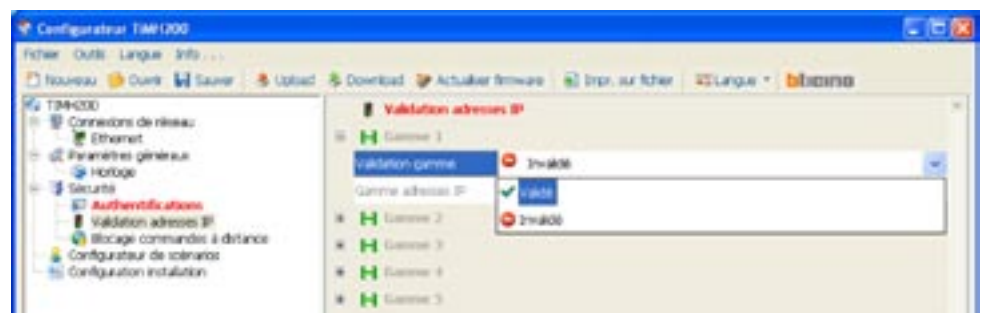 Configurateur TiMH200
Fichier Outils Langue Info ...
Nouveau Ouvrir Sauver Upload Download Actualiser firmware Impr. sur fichier Langue bticino
TIMH200
Connexions de réseau
Ethernet
Paramètres généraux
Horloge
Sécurité
Authentifications
Validation adresses IP
Blocage commandes à distance
Configurateur de scénarios
Configuration installation
Validation adresses IP
Gamme 1
Validation gamme Invalidé
Gamme adresses IP Validé
Invalidé
Gamme 2
Gamme 3
Gamme 4
Gamme 5